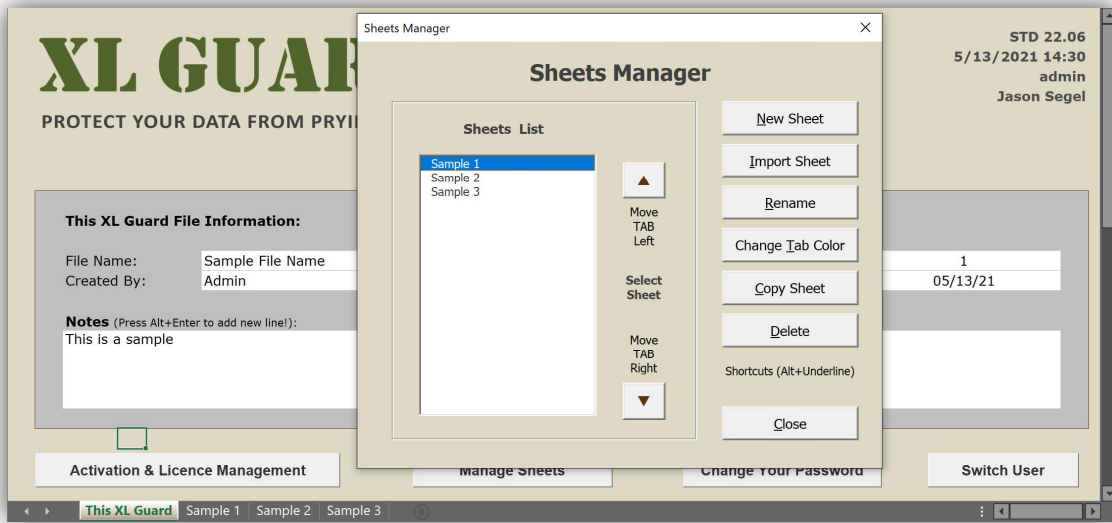 Sheets Manager
XL GUAR
STD 22.06
5/13/2021 14:30
admin
Jason Segel
PROTECT YOUR DATA FROM PRYI
Sheets Manager
Sheets List
Sample 1
Sample 2
Sample 3
Move
TAB
Left
Select
Sheet
Move
TAB
Right
New Sheet
Import Sheet
Rename
Change Tab Color
Copy Sheet
Delete
Shortcuts (Alt+Underline)
Close
This XL Guard File Information:
File Name: Sample File Name 1
Created By: Admin 05/13/21
Notes (Press Alt+Enter to add new line!):
This is a sample
Activation & Licence Management Manage Sheets Change Your Password Switch User
This XL Guard Sample 1 Sample 2 Sample 3